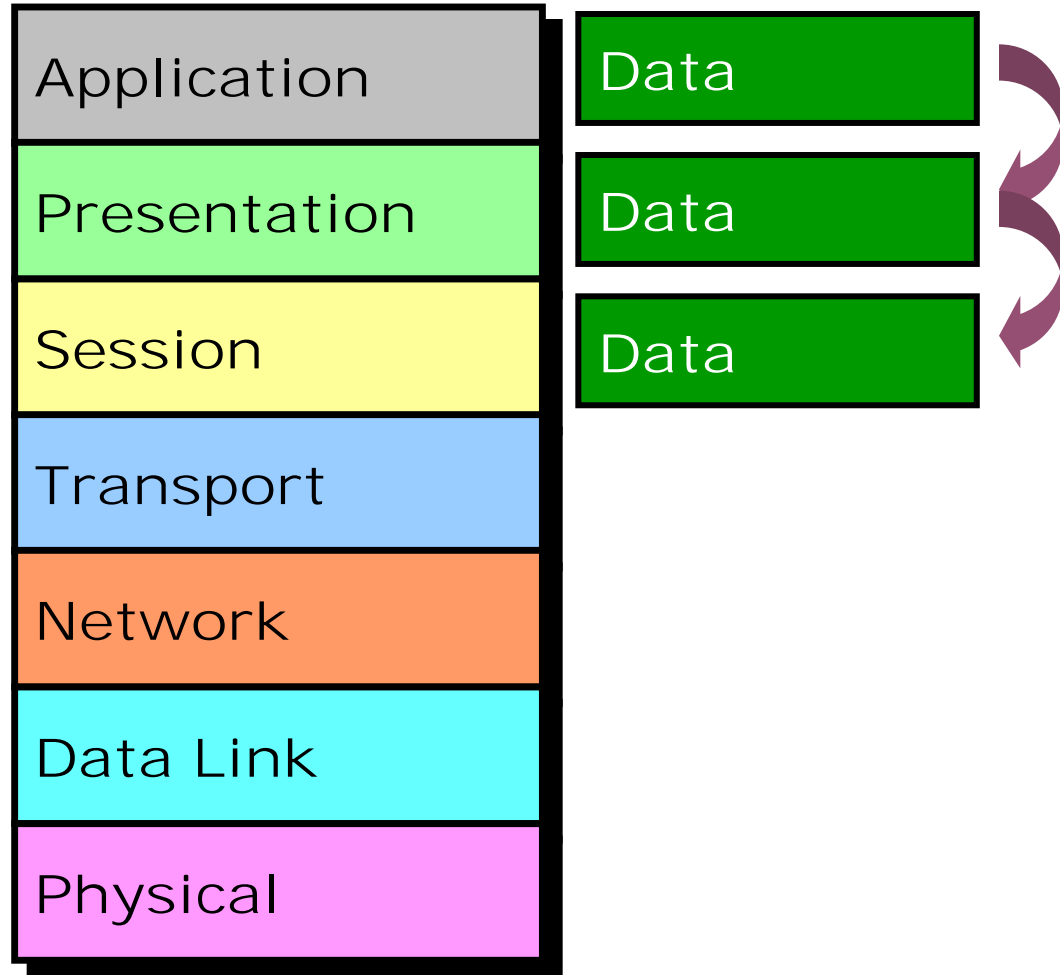 Application
Data
Presentation
Data
Session
Data
Transport
Network
Data Link
Physical